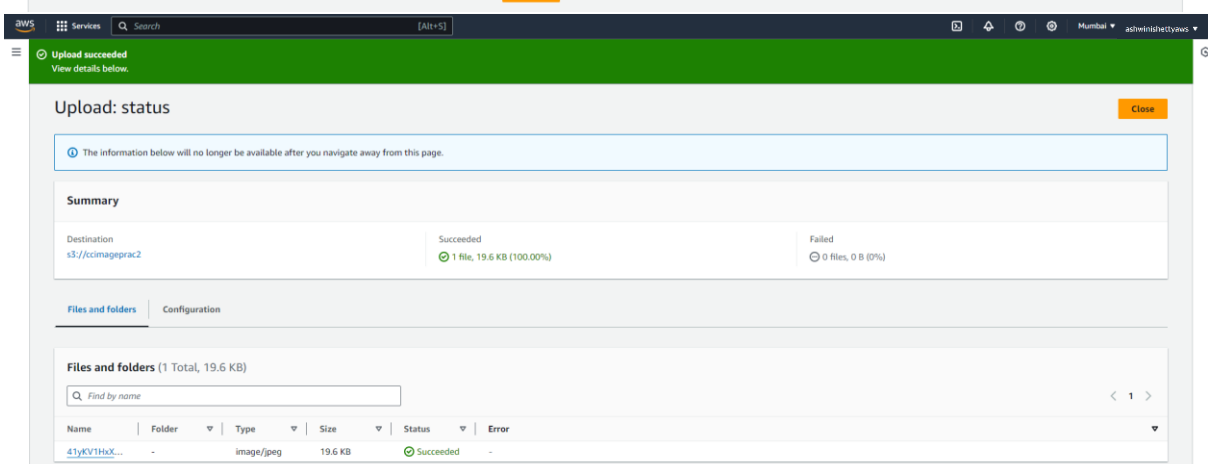 aws Services Search [Alt+S] Mumbai ▼ ashwinishettyaws ▼
Upload succeeded
View details below.
Upload: status Close
The information below will no longer be available after you navigate away from this page.
Summary
Destination Succeeded Failed
s3://ccimageprac2 1 file, 19.6 KB (100.00%) 0 files, 0 B (0%)
Files and folders Configuration
Files and folders (1 Total, 19.6 KB)
Find by name < 1 >
Name Folder Type Size Status Error
41yKV1HxX... - image/jpeg 19.6 KB Succeeded -